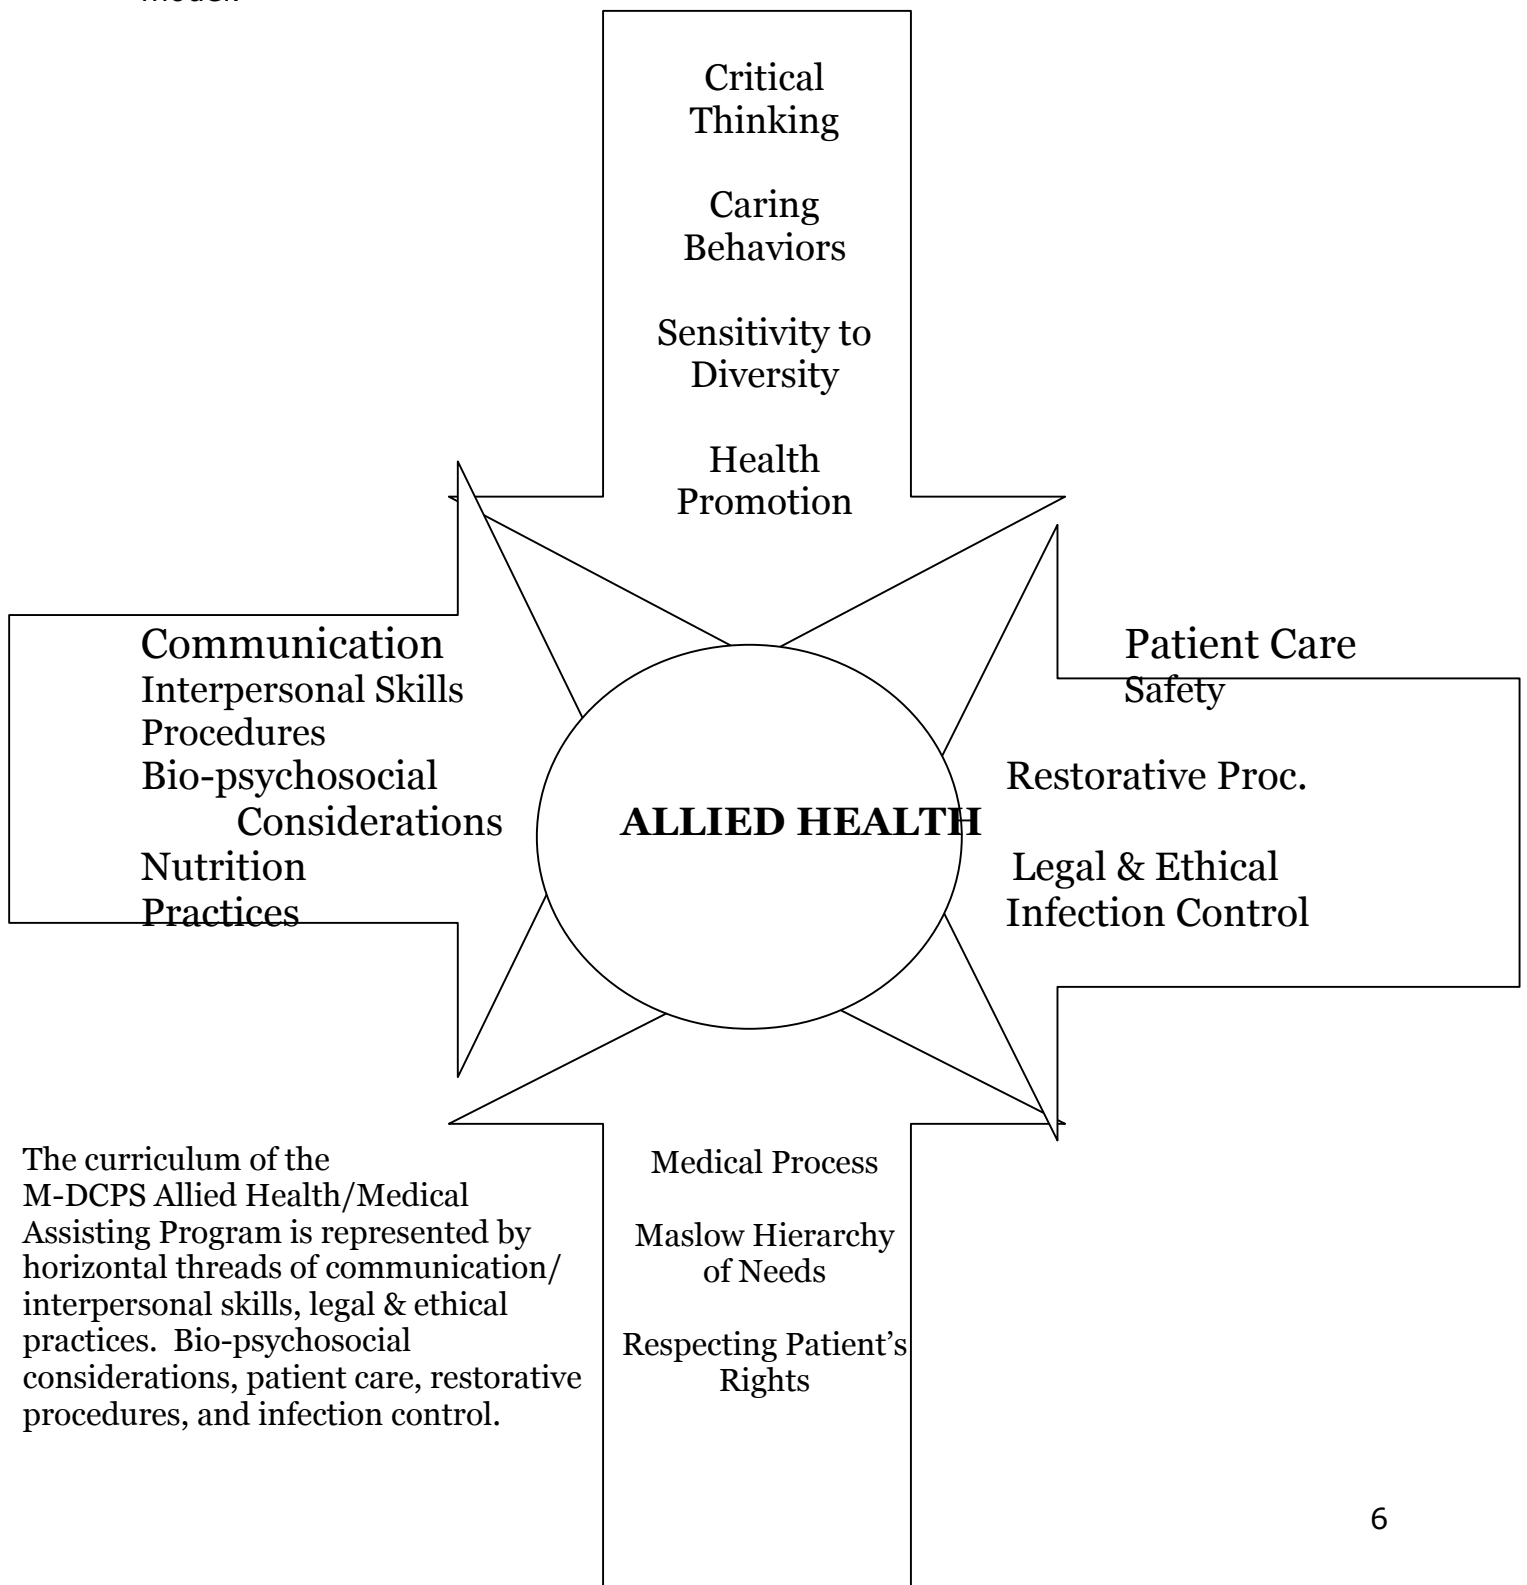 Critical
Thinking
Caring
Behaviors
Sensitivity to
Diversity
Health
Promotion
Communication
Interpersonal Skills
Procedures
Bio-psychosocial
Considerations
Nutrition
Practices
ALLIED HEALTH
Patient Care
Safety
Restorative Proc.
Legal & Ethical
Infection Control
The curriculum of the
M-DCPS Allied Health/Medical
Assisting Program is represented by
horizontal threads of communication/
interpersonal skills, legal & ethical
practices.  Bio-psychosocial
considerations, patient care, restorative
procedures, and infection control.
Medical Process
Maslow Hierarchy
of Needs
Respecting Patient’s
Rights
6